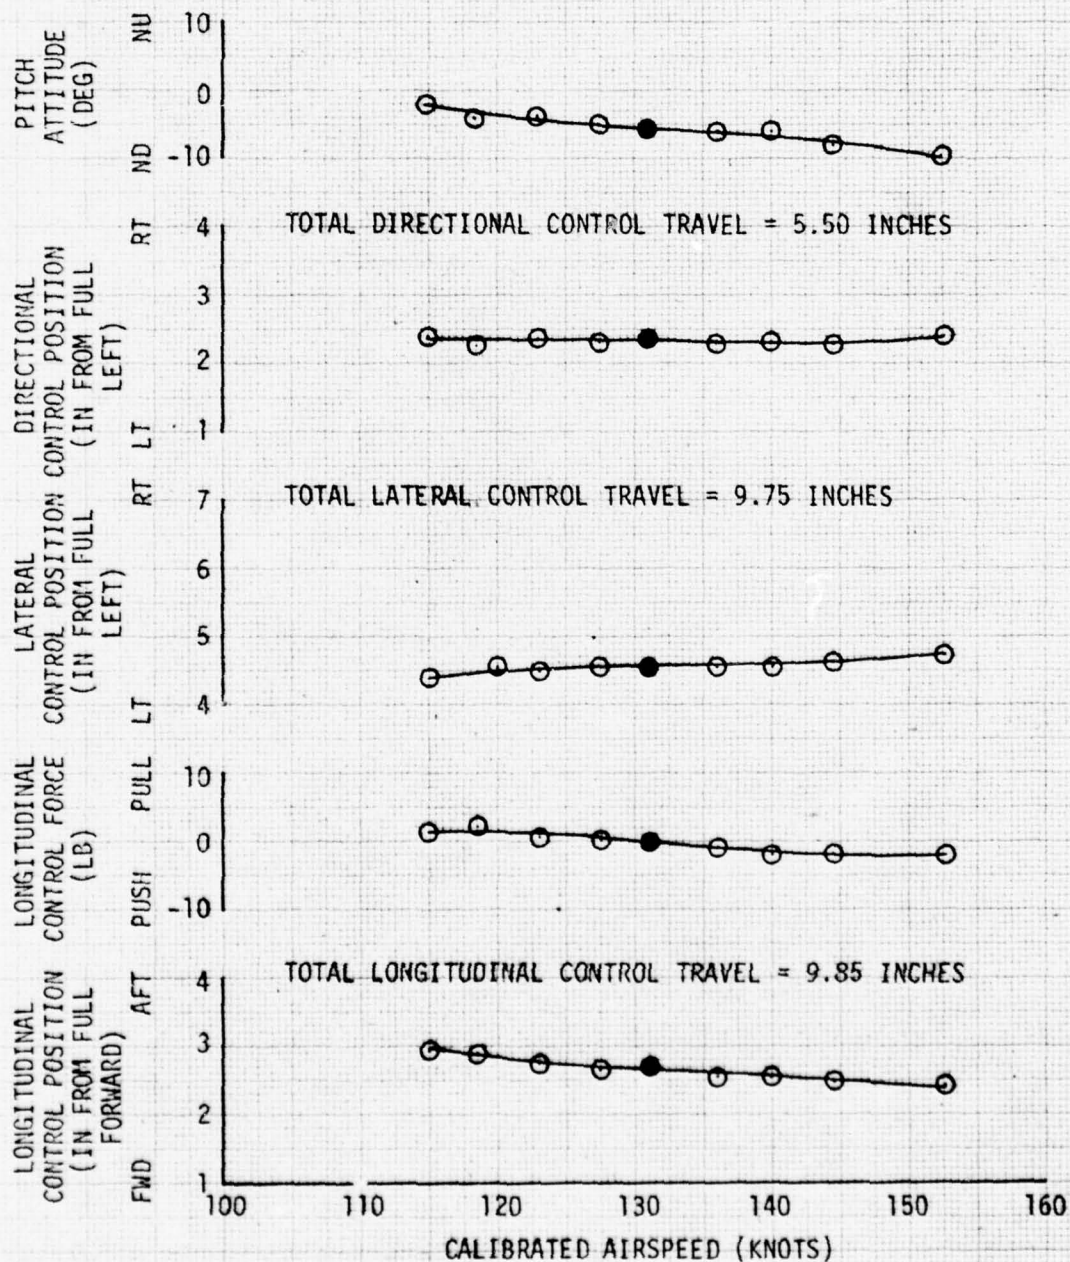 PITCH
ATTITUDE
(DEG)
ND NU
10
0
-10
TOTAL DIRECTIONAL CONTROL TRAVEL = 5.50 INCHES
DIRECTIONAL
CONTROL POSITION
(IN FROM FULL
LEFT)
LT RT
4
3
2
1
TOTAL LATERAL CONTROL TRAVEL = 9.75 INCHES
LATERAL
CONTROL POSITION
(IN FROM FULL
LEFT)
LT RT
7
6
5
4
LONGITUDINAL
CONTROL FORCE
(LB)
PUSH PULL
10
0
-10
TOTAL LONGITUDINAL CONTROL TRAVEL = 9.85 INCHES
LONGITUDINAL
CONTROL POSITION
(IN FROM FULL
FORWARD)
FWD AFT
4
3
2
1
100 110 120 130 140 150 160
CALIBRATED AIRSPEED (KNOTS)